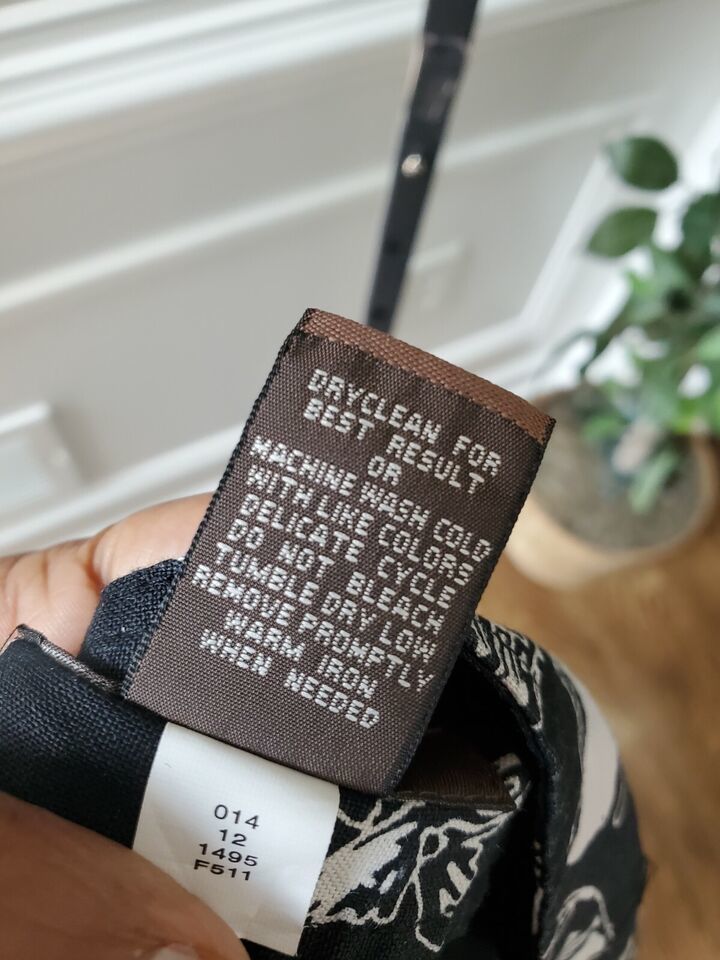 DRYCLEAN FOR
BEST RESULT
OR
MACHINE WASH COLD
WITH LIKE COLORS
DELICATE CYCLE
DO NOT BLEACH
TUMBLE DRY LOW
REMOVE PROMPTLY
WARM IRON
WHEN NEEDED
014
12
1495
F511